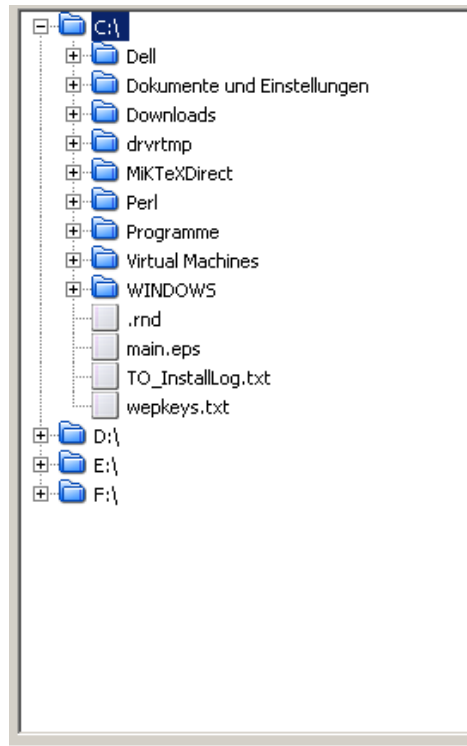 C:\
Dell
Dokumente und Einstellungen
Downloads
drvrtmp
MiKTeXDirect
Perl
Programme
Virtual Machines
WINDOWS
.rnd
main.eps
TO_InstallLog.txt
wepkeys.txt
D:\
E:\
F:\